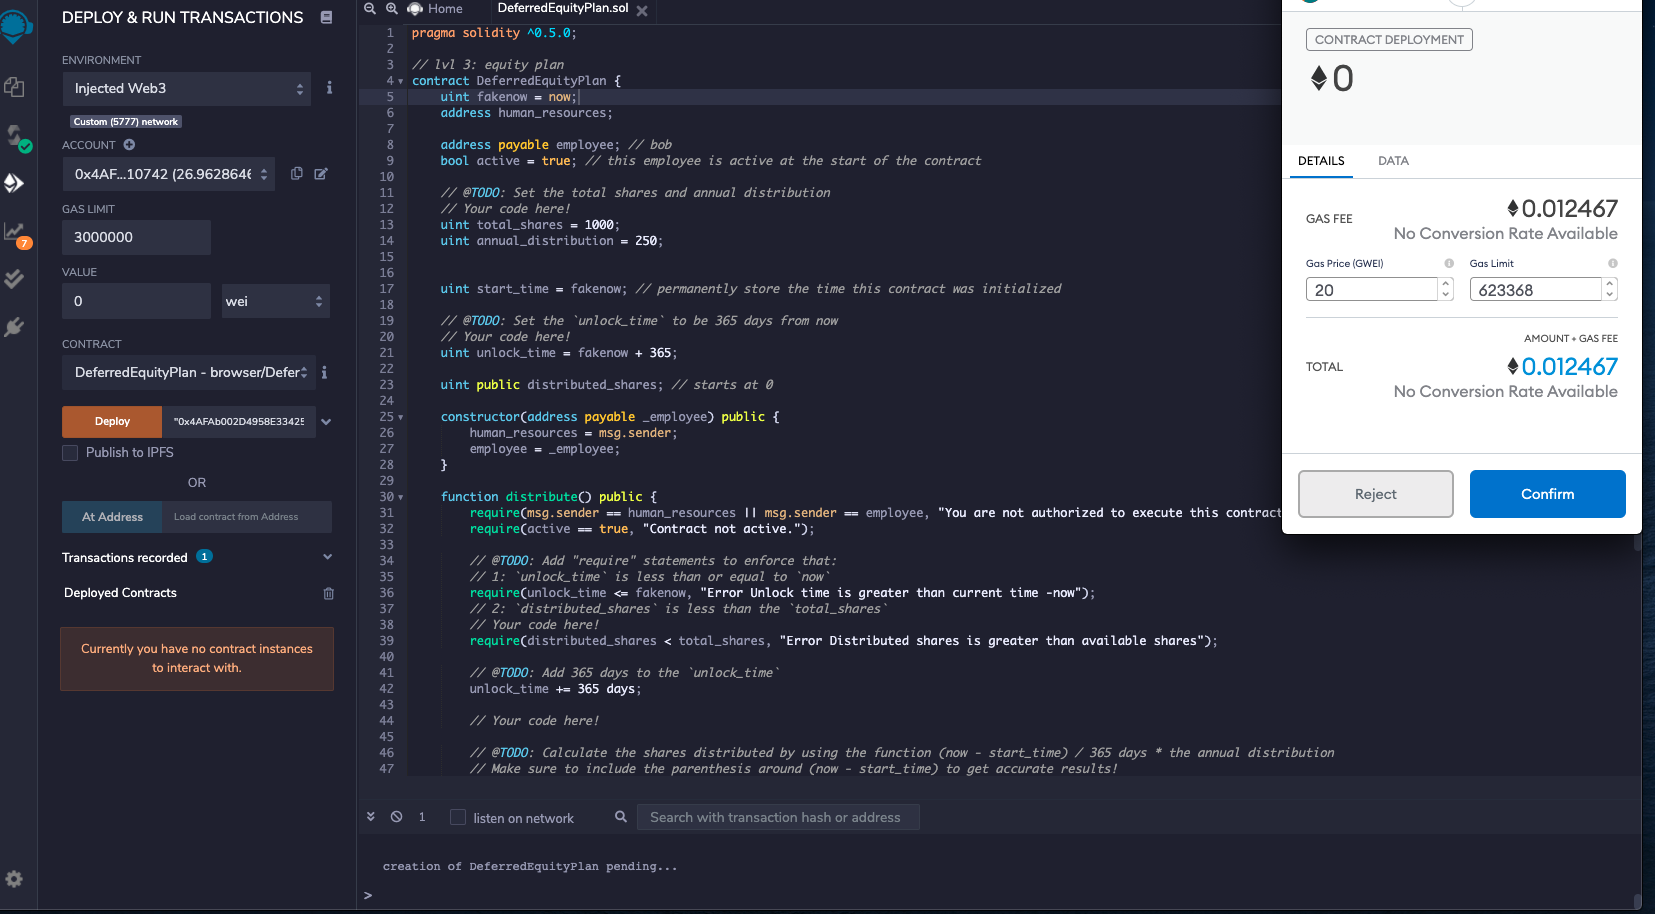 DEPLOY & RUN TRANSACTIONS
ENVIRONMENT
Injected Web3
Custom (5777) network
ACCOUNT
0x4AF...10742 (26.9628646
GAS LIMIT
3000000
VALUE
0
wei
CONTRACT
DeferredEquityPlan - browser/Defer
Deploy
"0x4AFAb002D4958E33425
Publish to IPFS
OR
At Address
Load contract from Address
Transactions recorded 1
Deployed Contracts
Currently you have no contract instances
to interact with.
7
Home
DeferredEquityPlan.sol
1 pragma solidity ^0.5.0;
2
3 // lvl 3: equity plan
4 contract DeferredEquityPlan {
5 uint fakenow = now;
6 address human_resources;
7
8 address payable employee; // bob
9 bool active = true; // this employee is active at the start of the contract
10
11 // @TODO: Set the total shares and annual distribution
12 // Your code here!
13 uint total_shares = 1000;
14 uint annual_distribution = 250;
15
16
17 uint start_time = fakenow; // permanently store the time this contract was initialized
18
19 // @TODO: Set the `unlock_time` to be 365 days from now
20 // Your code here!
21 uint unlock_time = fakenow + 365;
22
23 uint public distributed_shares; // starts at 0
24
25 constructor(address payable _employee) public {
26 human_resources = msg.sender;
27 employee = _employee;
28 }
29
30 function distribute() public {
31 require(msg.sender == human_resources || msg.sender == employee, "You are not authorized to execute this contract
32 require(active == true, "Contract not active.");
33
34 // @TODO: Add "require" statements to enforce that:
35 // 1: `unlock_time` is less than or equal to `now`
36 require(unlock_time <= fakenow, "Error Unlock time is greater than current time -now");
37 // 2: `distributed_shares` is less than the `total_shares`
38 // Your code here!
39 require(distributed_shares < total_shares, "Error Distributed shares is greater than available shares");
40
41 // @TODO: Add 365 days to the `unlock_time`
42 unlock_time += 365 days;
43
44 // Your code here!
45
46 // @TODO: Calculate the shares distributed by using the function (now - start_time) / 365 days * the annual distribution
47 // Make sure to include the parenthesis around (now - start_time) to get accurate results!
1
listen on network
Search with transaction hash or address
creation of DeferredEquityPlan pending...
>
CONTRACT DEPLOYMENT
0
DETAILS
DATA
GAS FEE
0.012467
No Conversion Rate Available
Gas Price (GWEI)
Gas Limit
20
623368
AMOUNT + GAS FEE
TOTAL
0.012467
No Conversion Rate Available
Reject
Confirm